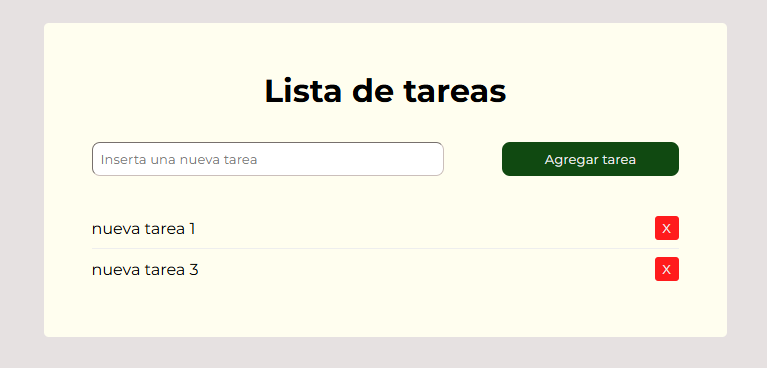 Lista de tareas
Inserta una nueva tarea
Agregar tarea
nueva tarea 1
X
nueva tarea 3
X